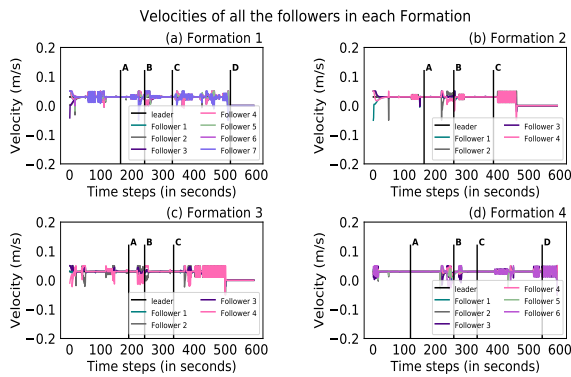 Velocities of all the followers in each Formation
(a) Formation 1
0.2
0.1
0.0
−0.1
−0.2
Velocity (m/s)
A
B
C
D
leader
Follower 1
Follower 2
Follower 3
Follower 4
Follower 5
Follower 6
Follower 7
0 100 200 300 400 500 600
Time steps (in seconds)
(b) Formation 2
0.2
0.1
0.0
−0.1
−0.2
Velocity (m/s)
A
B
C
leader
Follower 1
Follower 2
Follower 3
Follower 4
0 100 200 300 400 500 600
Time steps (in seconds)
(c) Formation 3
0.2
0.1
0.0
−0.1
−0.2
Velocity (m/s)
A
B
C
leader
Follower 1
Follower 2
Follower 3
Follower 4
0 100 200 300 400 500 600
Time steps (in seconds)
(d) Formation 4
0.2
0.1
0.0
−0.1
−0.2
Velocity (m/s)
A
B
C
D
leader
Follower 1
Follower 2
Follower 3
Follower 4
Follower 5
Follower 6
0 100 200 300 400 500 600
Time steps (in seconds)